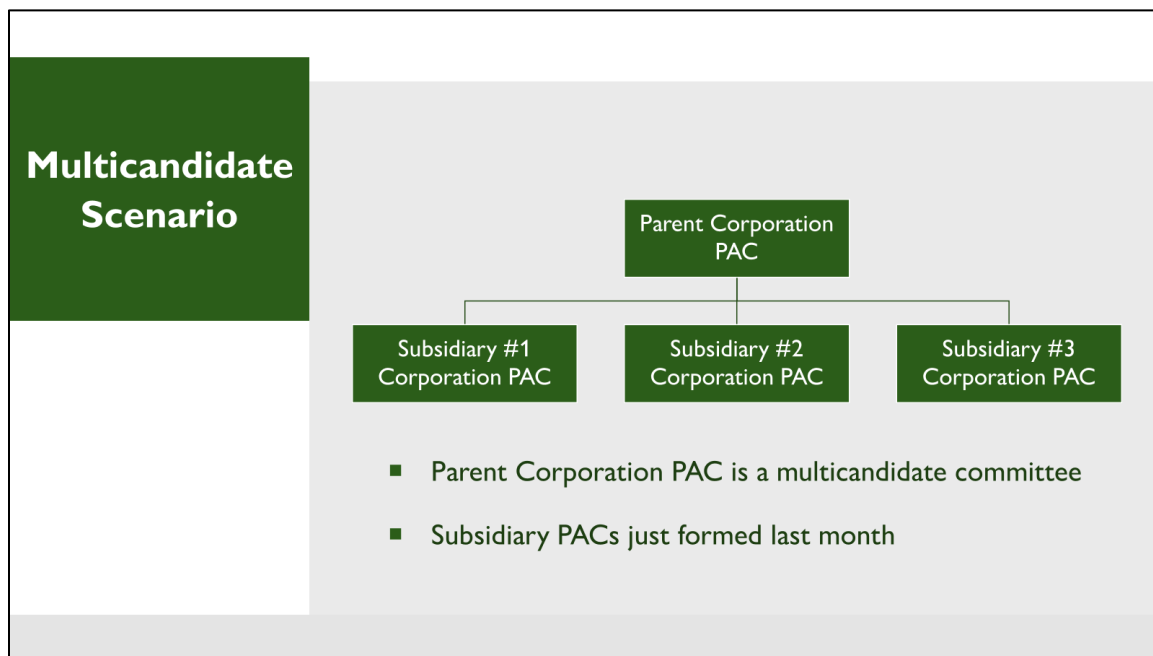 Multicandidate
Scenario
Parent Corporation
PAC
Subsidiary #1
Corporation PAC
Subsidiary #2
Corporation PAC
Subsidiary #3
Corporation PAC
▪ Parent Corporation PAC is a multicandidate committee
▪ Subsidiary PACs just formed last month